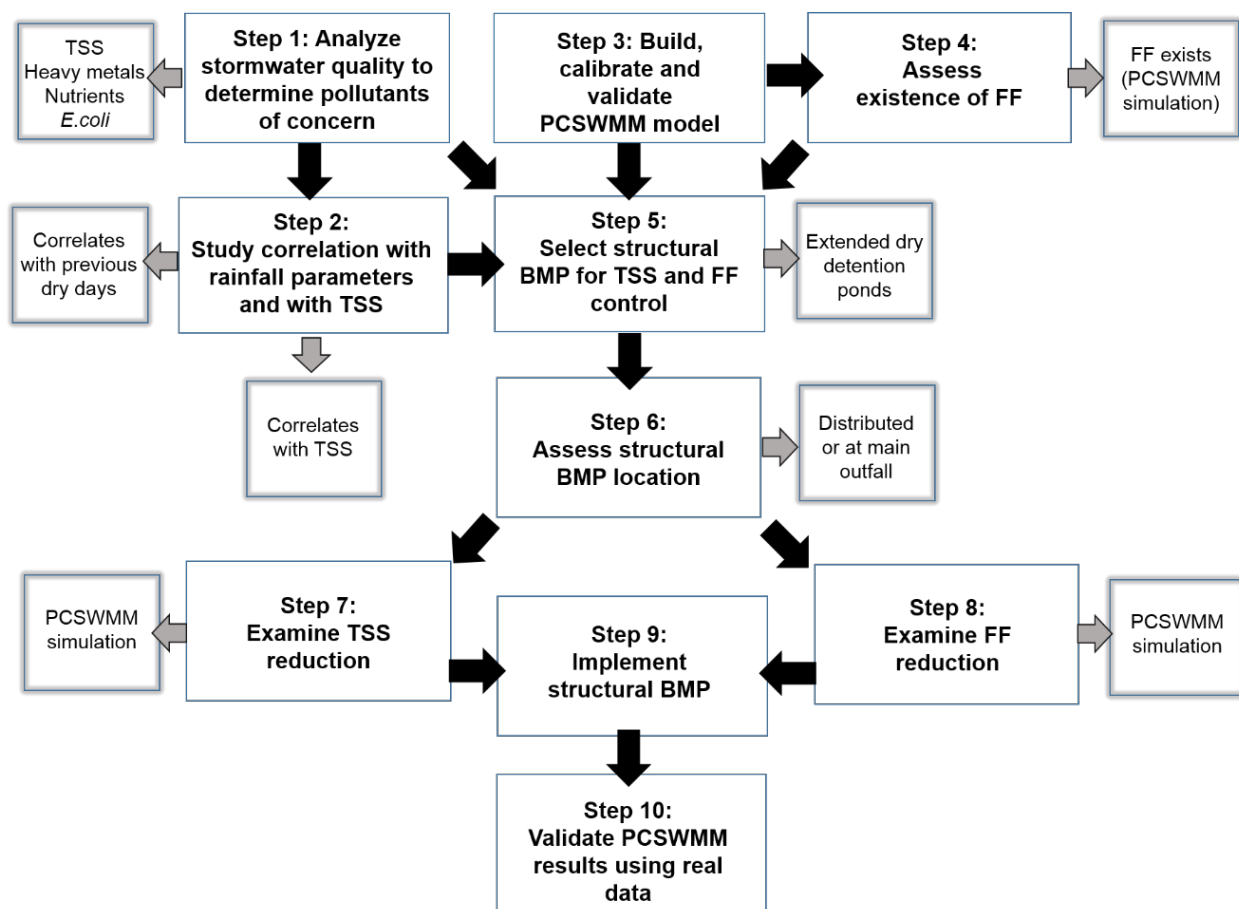 TSS
Heavy metals
Nutrients
E.coli
Step 1: Analyze
stormwater quality to
determine pollutants
of concern
Step 3: Build,
calibrate and
validate
PCSWMM model
Step 4:
Assess
existence of FF
FF exists
(PCSWMM
simulation)
Correlates
with previous
dry days
Step 2:
Study correlation with
rainfall parameters
and with TSS
Step 5:
Select structural
BMP for TSS and FF
control
Extended dry
detention
ponds
Correlates
with TSS
Step 6:
Assess structural
BMP location
Distributed
or at main
outfall
PCSWMM
simulation
Step 7:
Examine TSS
reduction
Step 9:
Implement
structural BMP
Step 8:
Examine FF
reduction
PCSWMM
simulation
Step 10:
Validate PCSWMM
results using real
data